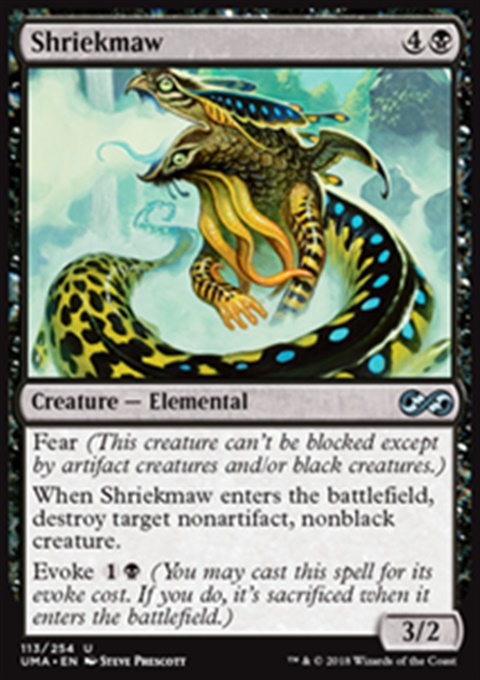 Shriekmaw 4
Creature — Elemental
Fear (This creature can't be blocked except
by artifact creatures and/or black creatures.)
When Shriekmaw enters the battlefield,
destroy target nonartifact, nonblack
creature.
Evoke 1 (You may cast this spell for its
evoke cost. If you do, it's sacrificed when it
enters the battlefield.)
3/2
113/254 U
UMA • EN STEVE PRESCOTT ™ & © 2018 Wizards of the Coast